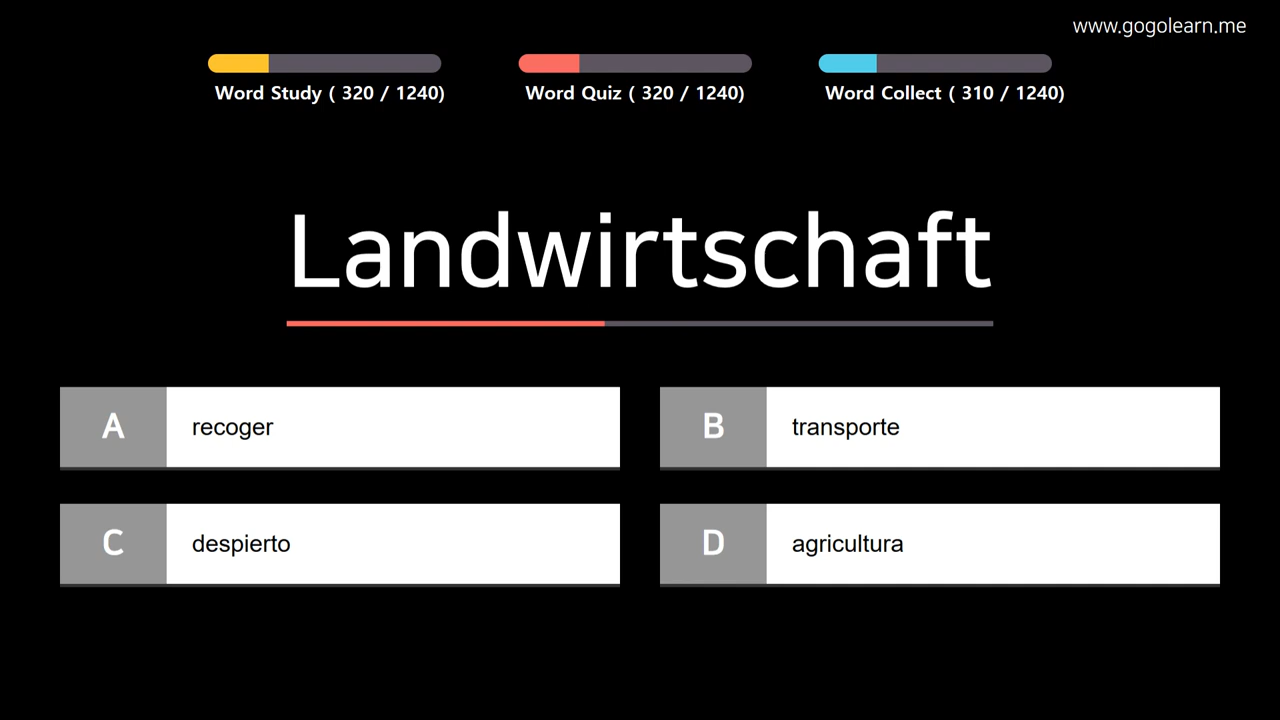 www.gogolearn.me
Word Study ( 320 / 1240)
Word Quiz ( 320 / 1240)
Word Collect ( 310 / 1240)
Landwirtschaft
A recoger
B transporte
C despierto
D agricultura